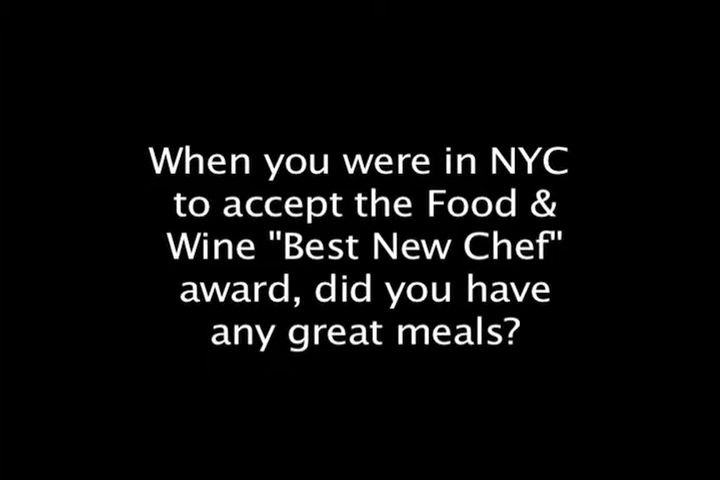 When you were in NYC
to accept the Food &
Wine "Best New Chef"
award, did you have
any great meals?